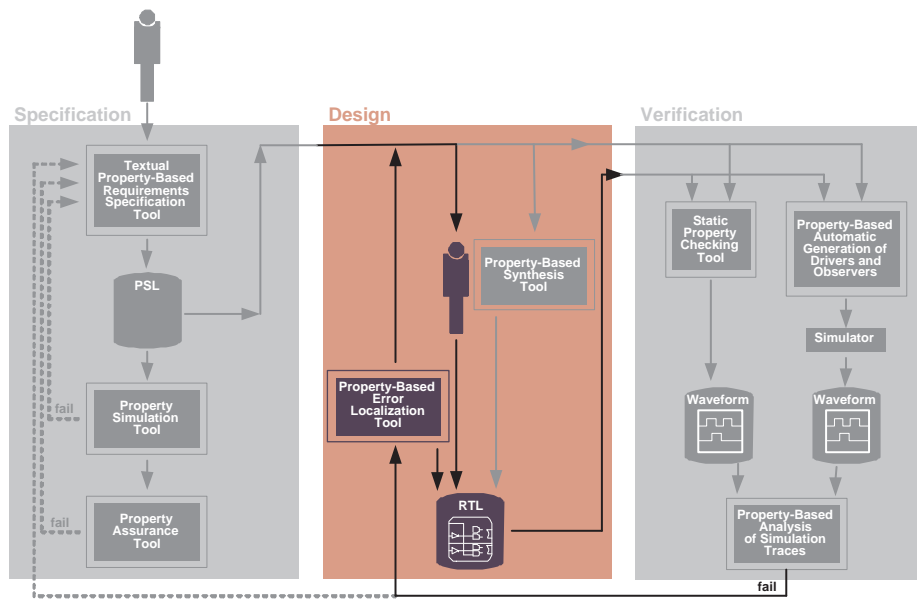 Specification
Textual
Property-Based
Requirements
Specification
Tool
PSL
fail
Property
Simulation
Tool
fail
Property
Assurance
Tool
Design
Property-Based
Synthesis
Tool
Property-Based
Error
Localization
Tool
RTL
Verification
Static
Property
Checking
Tool
Property-Based
Automatic
Generation of
Drivers and
Observers
Simulator
Waveform
Waveform
Property-Based
Analysis
of Simulation
Traces
fail